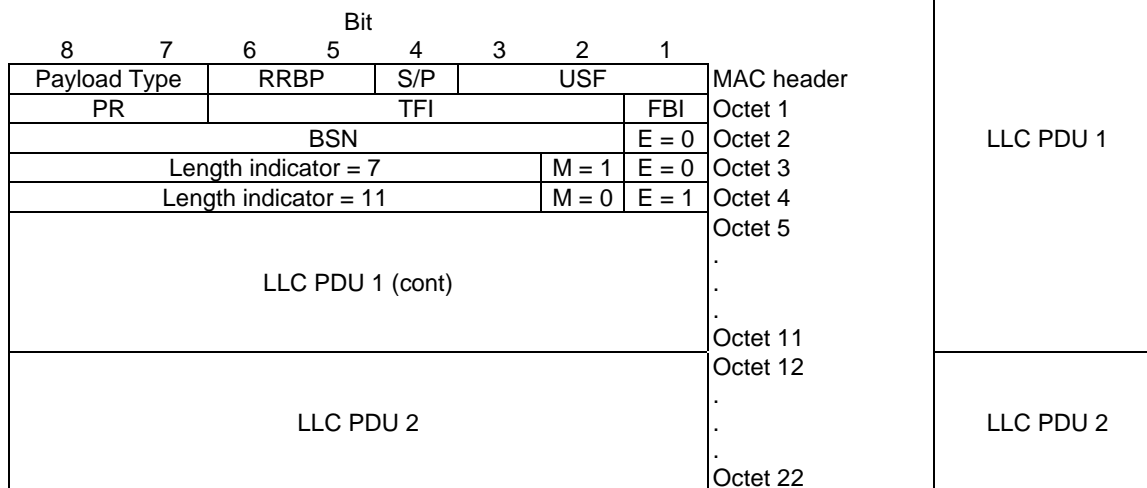 Bit
8 7 6 5 4 3 2 1
Payload Type RRBP S/P USF MAC header
PR TFI FBI Octet 1
BSN E = 0 Octet 2 LLC PDU 1
Length indicator = 7 M = 1 E = 0 Octet 3
Length indicator = 11 M = 0 E = 1 Octet 4
Octet 5
.
LLC PDU 1 (cont) .
.
Octet 11
Octet 12
.
LLC PDU 2 . LLC PDU 2
.
Octet 22